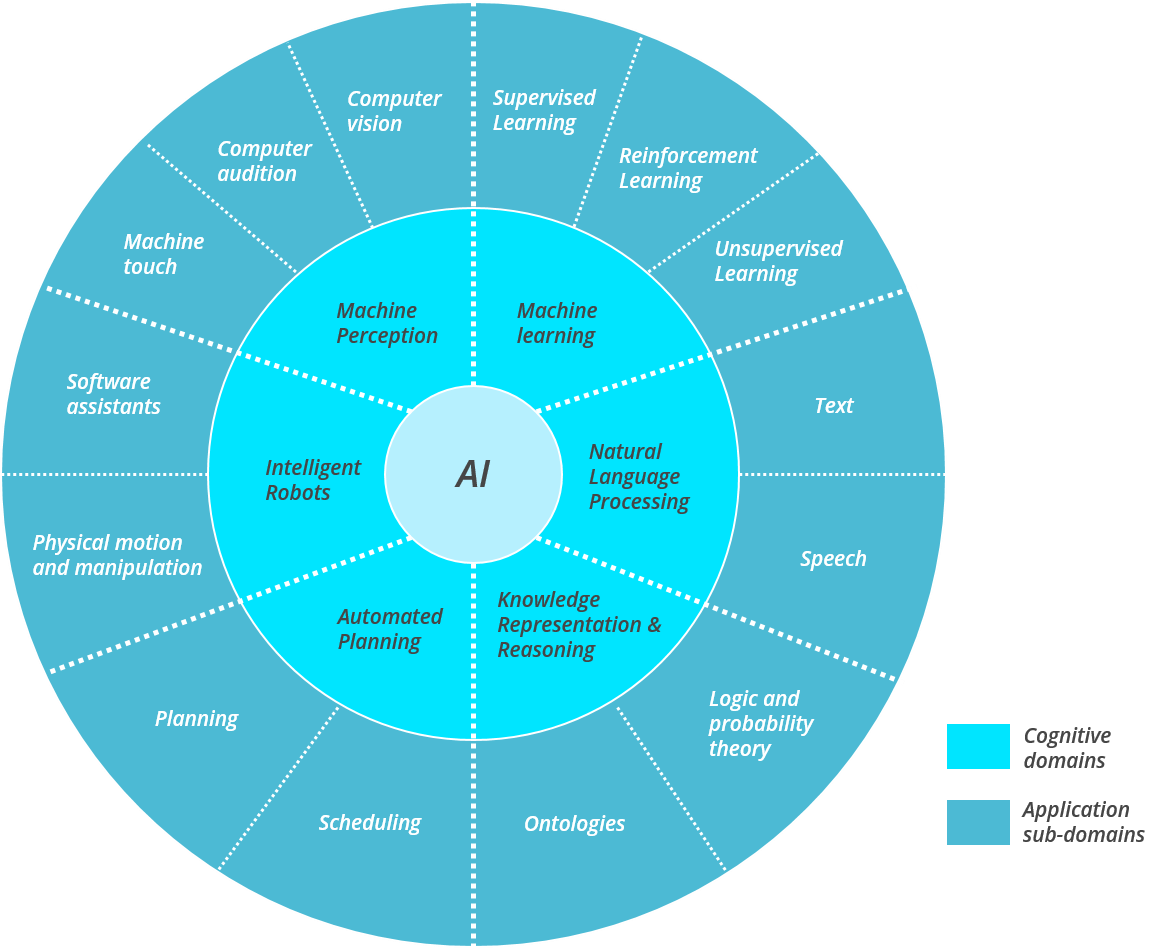 Computer
vision
Supervised
Learning
Computer
audition
Reinforcement
Learning
Machine
touch
Unsupervised
Learning
Machine
Perception
Machine
learning
Software
assistants
Text
Intelligent
Robots
AI
Natural
Language
Processing
Physical motion
and manipulation
Speech
Automated
Planning
Knowledge
Representation &
Reasoning
Planning
Logic and
probability
theory
Scheduling
Ontologies
Cognitive
domains
Application
sub-domains